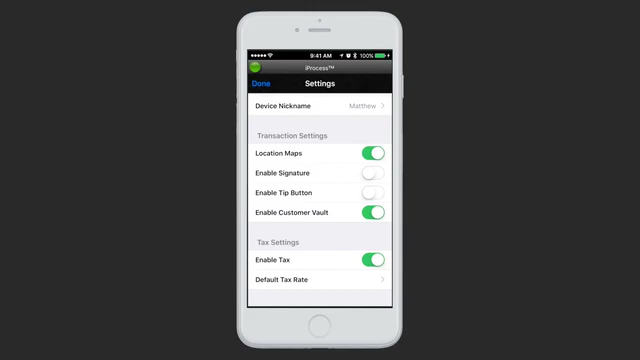 9:41 AM 100%
iProcess™
Done Settings
Device Nickname Matthew
Transaction Settings
Location Maps
Enable Signature
Enable Tip Button
Enable Customer Vault
Tax Settings
Enable Tax
Default Tax Rate